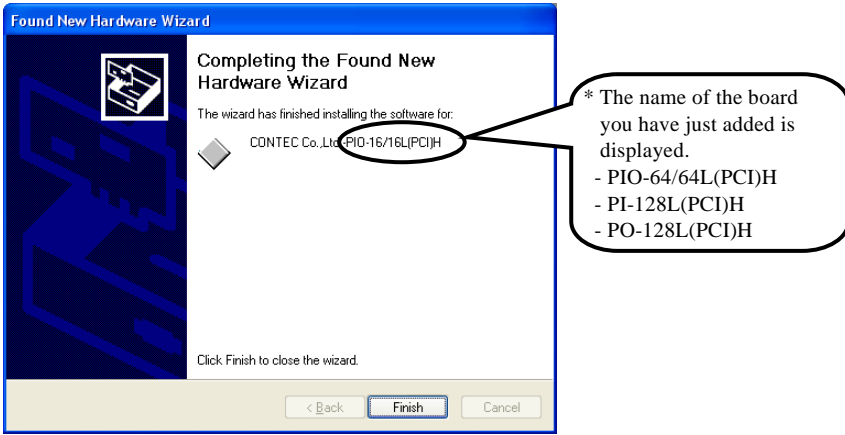 Found New Hardware Wizard
Completing the Found New
Hardware Wizard
The wizard has finished installing the software for:
CONTEC Co.,Ltd PIO-16/16L(PCI)H
Click Finish to close the wizard.
< Back
Finish
Cancel
* The name of the board
you have just added is
displayed.
- PIO-64/64L(PCI)H
- PI-128L(PCI)H
- PO-128L(PCI)H